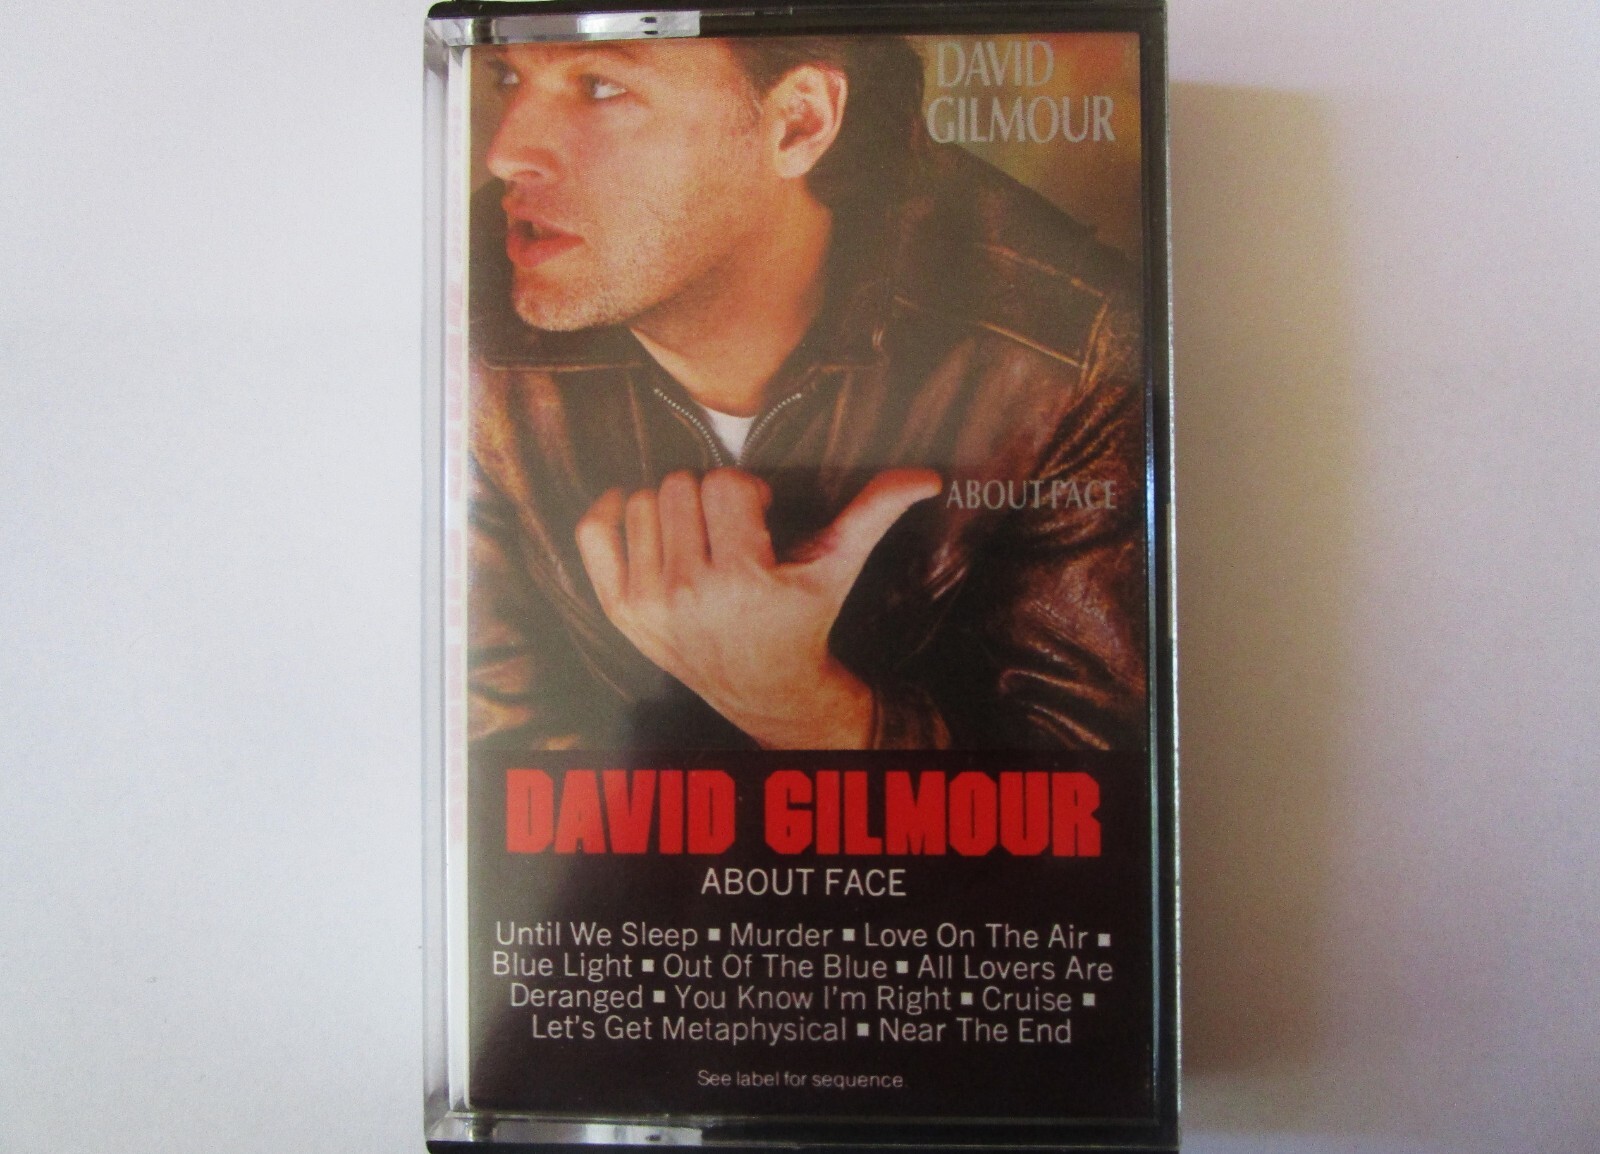 DAVID
GILMOUR
ABOUT FACE
DAVID GILMOUR
ABOUT FACE
Until We Sleep ▪ Murder ▪ Love On The Air ▪
Blue Light ▪ Out Of The Blue ▪ All Lovers Are
Deranged ▪ You Know I'm Right ▪ Cruise ▪
Let's Get Metaphysical ▪ Near The End
See label for sequence.